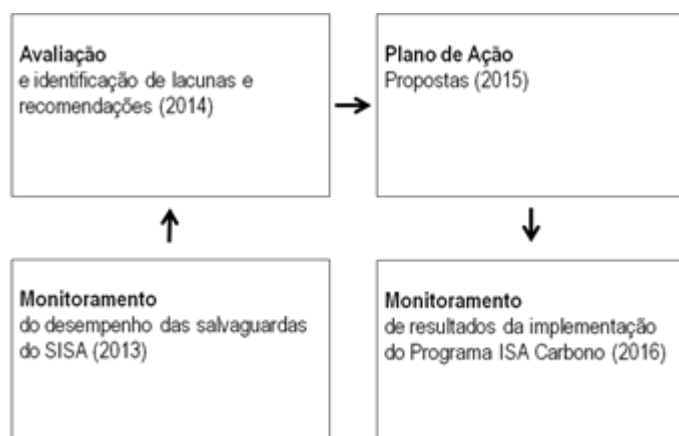 Avaliação
e identificação de lacunas e
recomendações (2014)
Plano de Ação
Propostas (2015)
Monitoramento
do desempenho das salvaguardas
do SISA (2013)
Monitoramento
de resultados da implementação
do Programa ISA Carbono (2016)